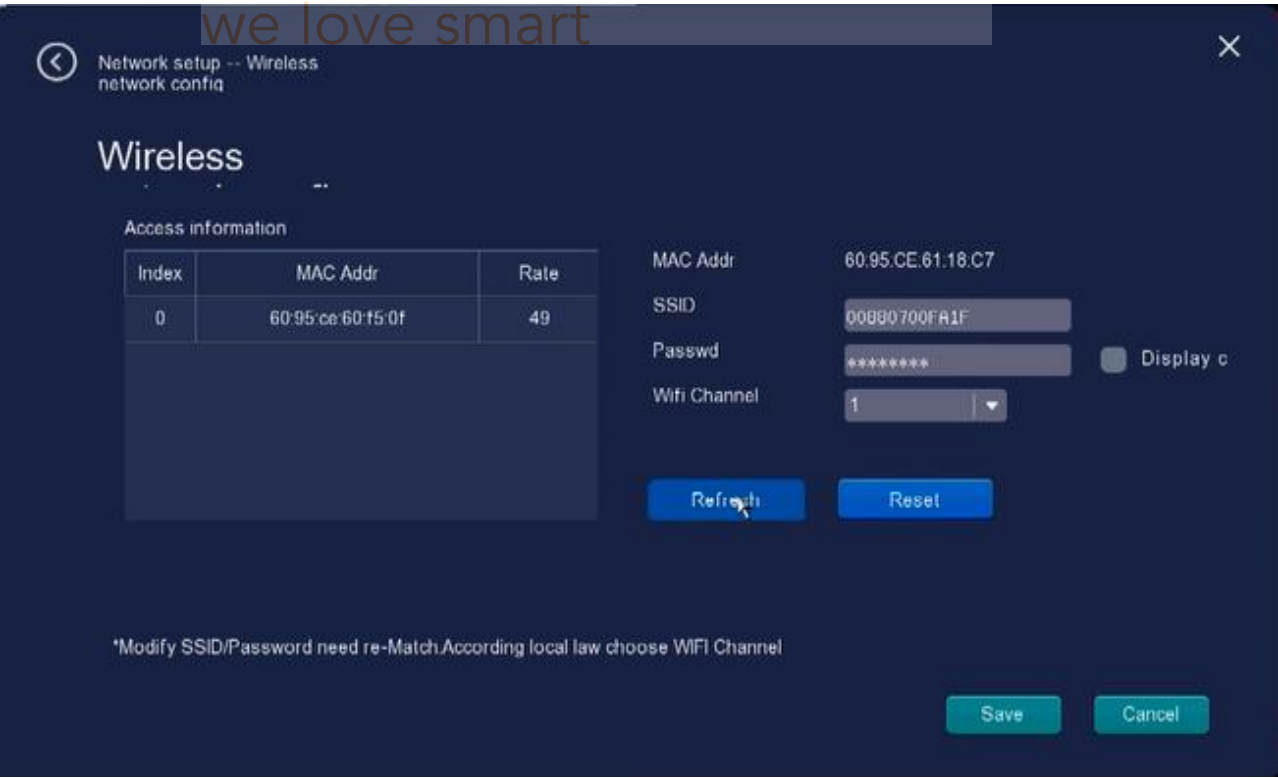 we love smart
Network setup -- Wireless
network config
Wireless
Access information
Index MAC Addr Rate
0 60:95:ce:60:f5:0f 49
MAC Addr 60.95.CE.61.18.C7
SSID 00880700FA1F
Passwd ******** Display c
Wifi Channel 1
Refresh Reset
*Modify SSID/Password need re-Match.According local law choose WIFI Channel
Save Cancel